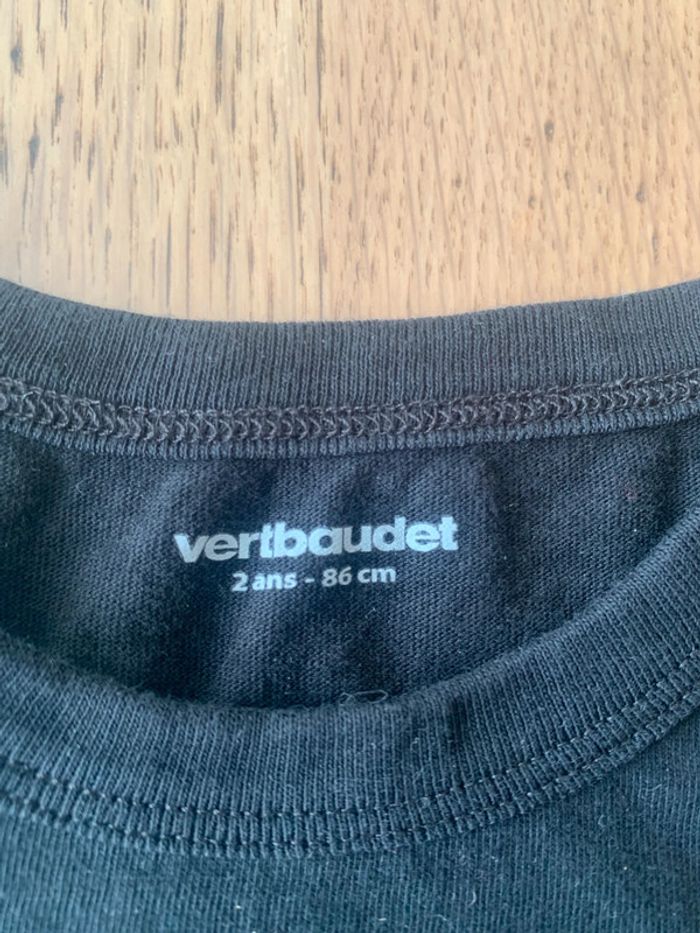 vertbaudet
2 ans - 86 cm